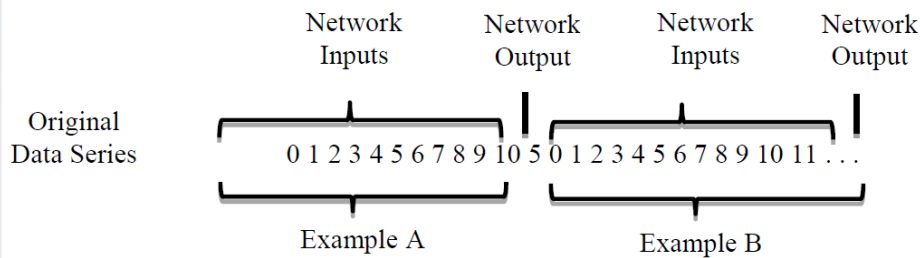 Network Inputs
Network Output
Network Inputs
Network Output
Original Data Series
0 1 2 3 4 5 6 7 8 9 10 5 0 1 2 3 4 5 6 7 8 9 10 11 . . .
Example A
Example B